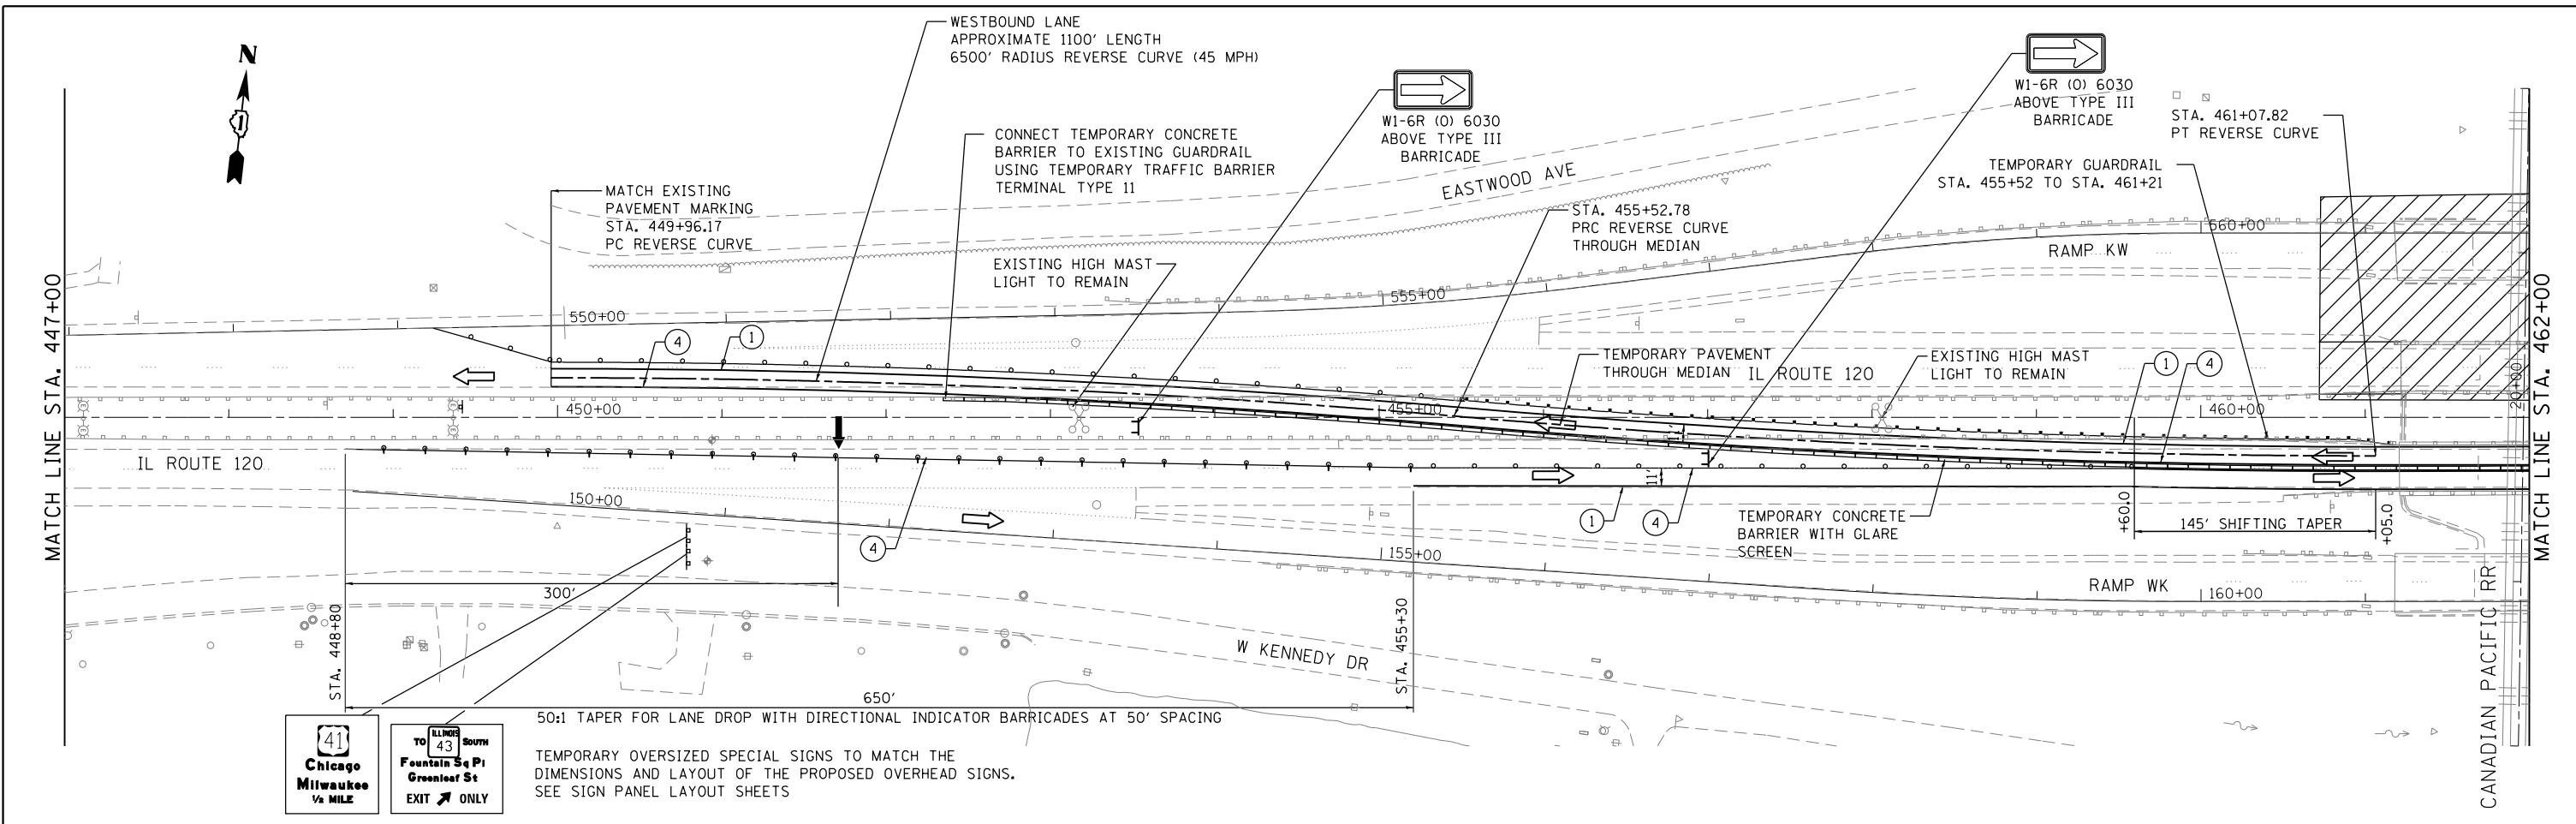 N
1
WESTBOUND LANE
APPROXIMATE 1100' LENGTH
6500' RADIUS REVERSE CURVE (45 MPH)
W1-6R (O) 6030
ABOVE TYPE III
BARRICADE
W1-6R (O) 6030
ABOVE TYPE III
BARRICADE
STA. 461+07.82
PT REVERSE CURVE
CONNECT TEMPORARY CONCRETE
BARRIER TO EXISTING GUARDRAIL
USING TEMPORARY TRAFFIC BARRIER
TERMINAL TYPE 11
TEMPORARY GUARDRAIL
STA. 455+52 TO STA. 461+21
MATCH EXISTING
PAVEMENT MARKING
STA. 449+96.17
PC REVERSE CURVE
EASTWOOD AVE
STA. 455+52.78
PRC REVERSE CURVE
THROUGH MEDIAN
EXISTING HIGH MAST
LIGHT TO REMAIN
560+00
RAMP KW
555+00
550+00
MATCH LINE STA. 447+00
MATCH LINE STA. 462+00
4
1
TEMPORARY PAVEMENT
THROUGH MEDIAN
IL ROUTE 120
EXISTING HIGH MAST
LIGHT TO REMAIN
1
4
20+00
450+00
455+00
460+00
11'
IL ROUTE 120
11'
150+00
4
1
4
TEMPORARY CONCRETE
BARRIER WITH GLARE
SCREEN
+60.0
145' SHIFTING TAPER
+05.0
155+00
RAMP WK
160+00
300'
STA. 448+80
W KENNEDY DR
STA. 455+30
CANADIAN PACIFIC RR
650'
50:1 TAPER FOR LANE DROP WITH DIRECTIONAL INDICATOR BARRICADES AT 50' SPACING
41
Chicago
Milwaukee
1/2 MILE
TO ILLINOIS 43 SOUTH
Fountain Sq Pl
Greenleaf St
EXIT ONLY
TEMPORARY OVERSIZED SPECIAL SIGNS TO MATCH THE
DIMENSIONS AND LAYOUT OF THE PROPOSED OVERHEAD SIGNS.
SEE SIGN PANEL LAYOUT SHEETS